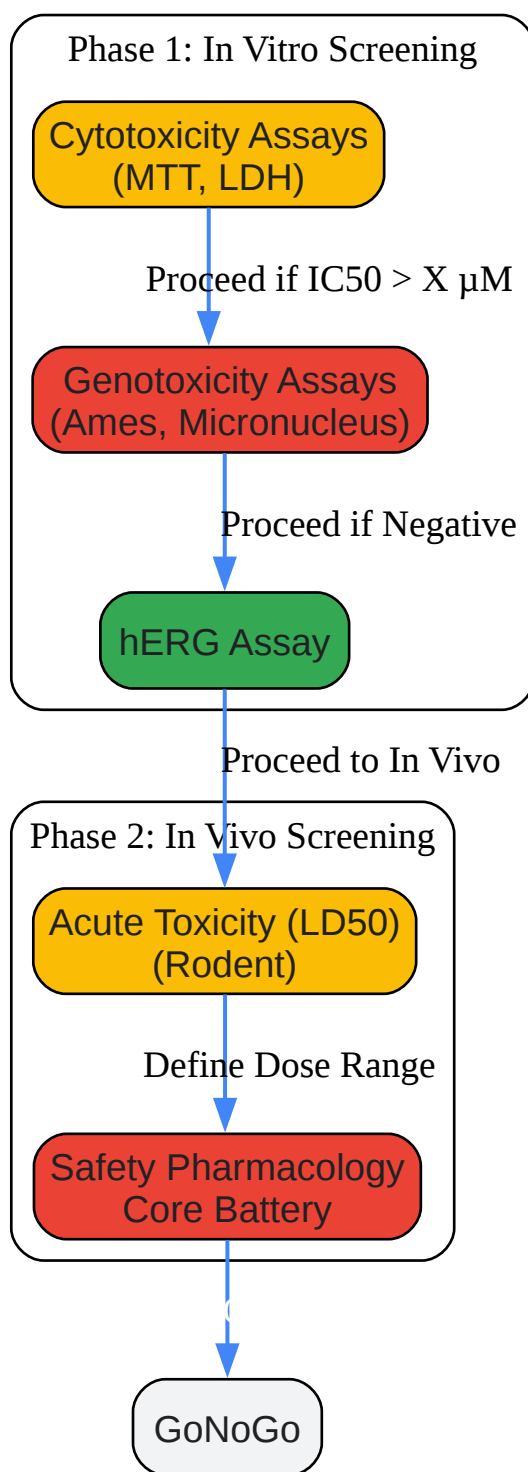 Phase 1: In Vitro Screening
Cytotoxicity Assays
(MTT, LDH)
Proceed if IC50 > X µM
Genotoxicity Assays
(Ames, Micronucleus)
Proceed if Negative
hERG Assay
Proceed to In Vivo
Phase 2: In Vivo Screening
Acute Toxicity (LD50)
(Rodent)
Define Dose Range
Safety Pharmacology
Core Battery
GoNoGo